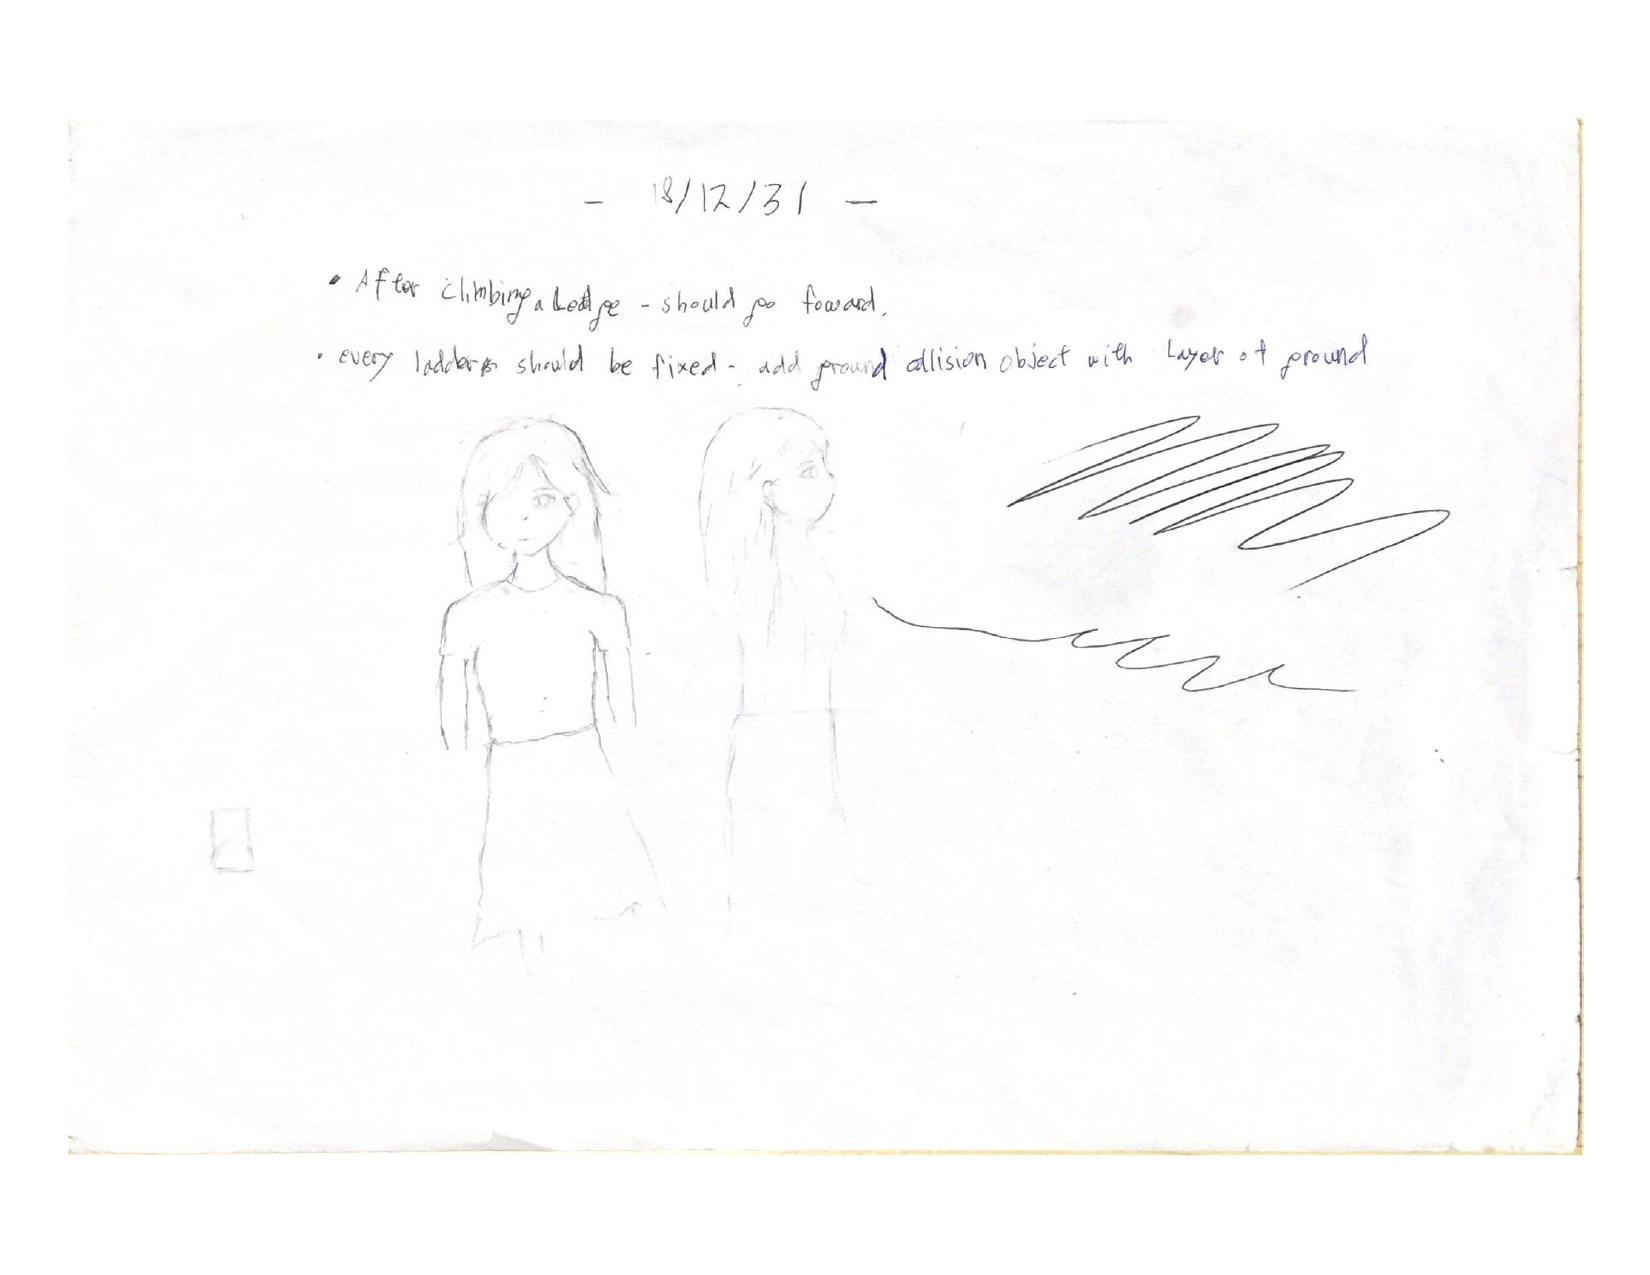 - 18/12/31 -
• After climbing a Ledge - should go foward.
• every ladders should be fixed - add ground collision object with Layer of ground